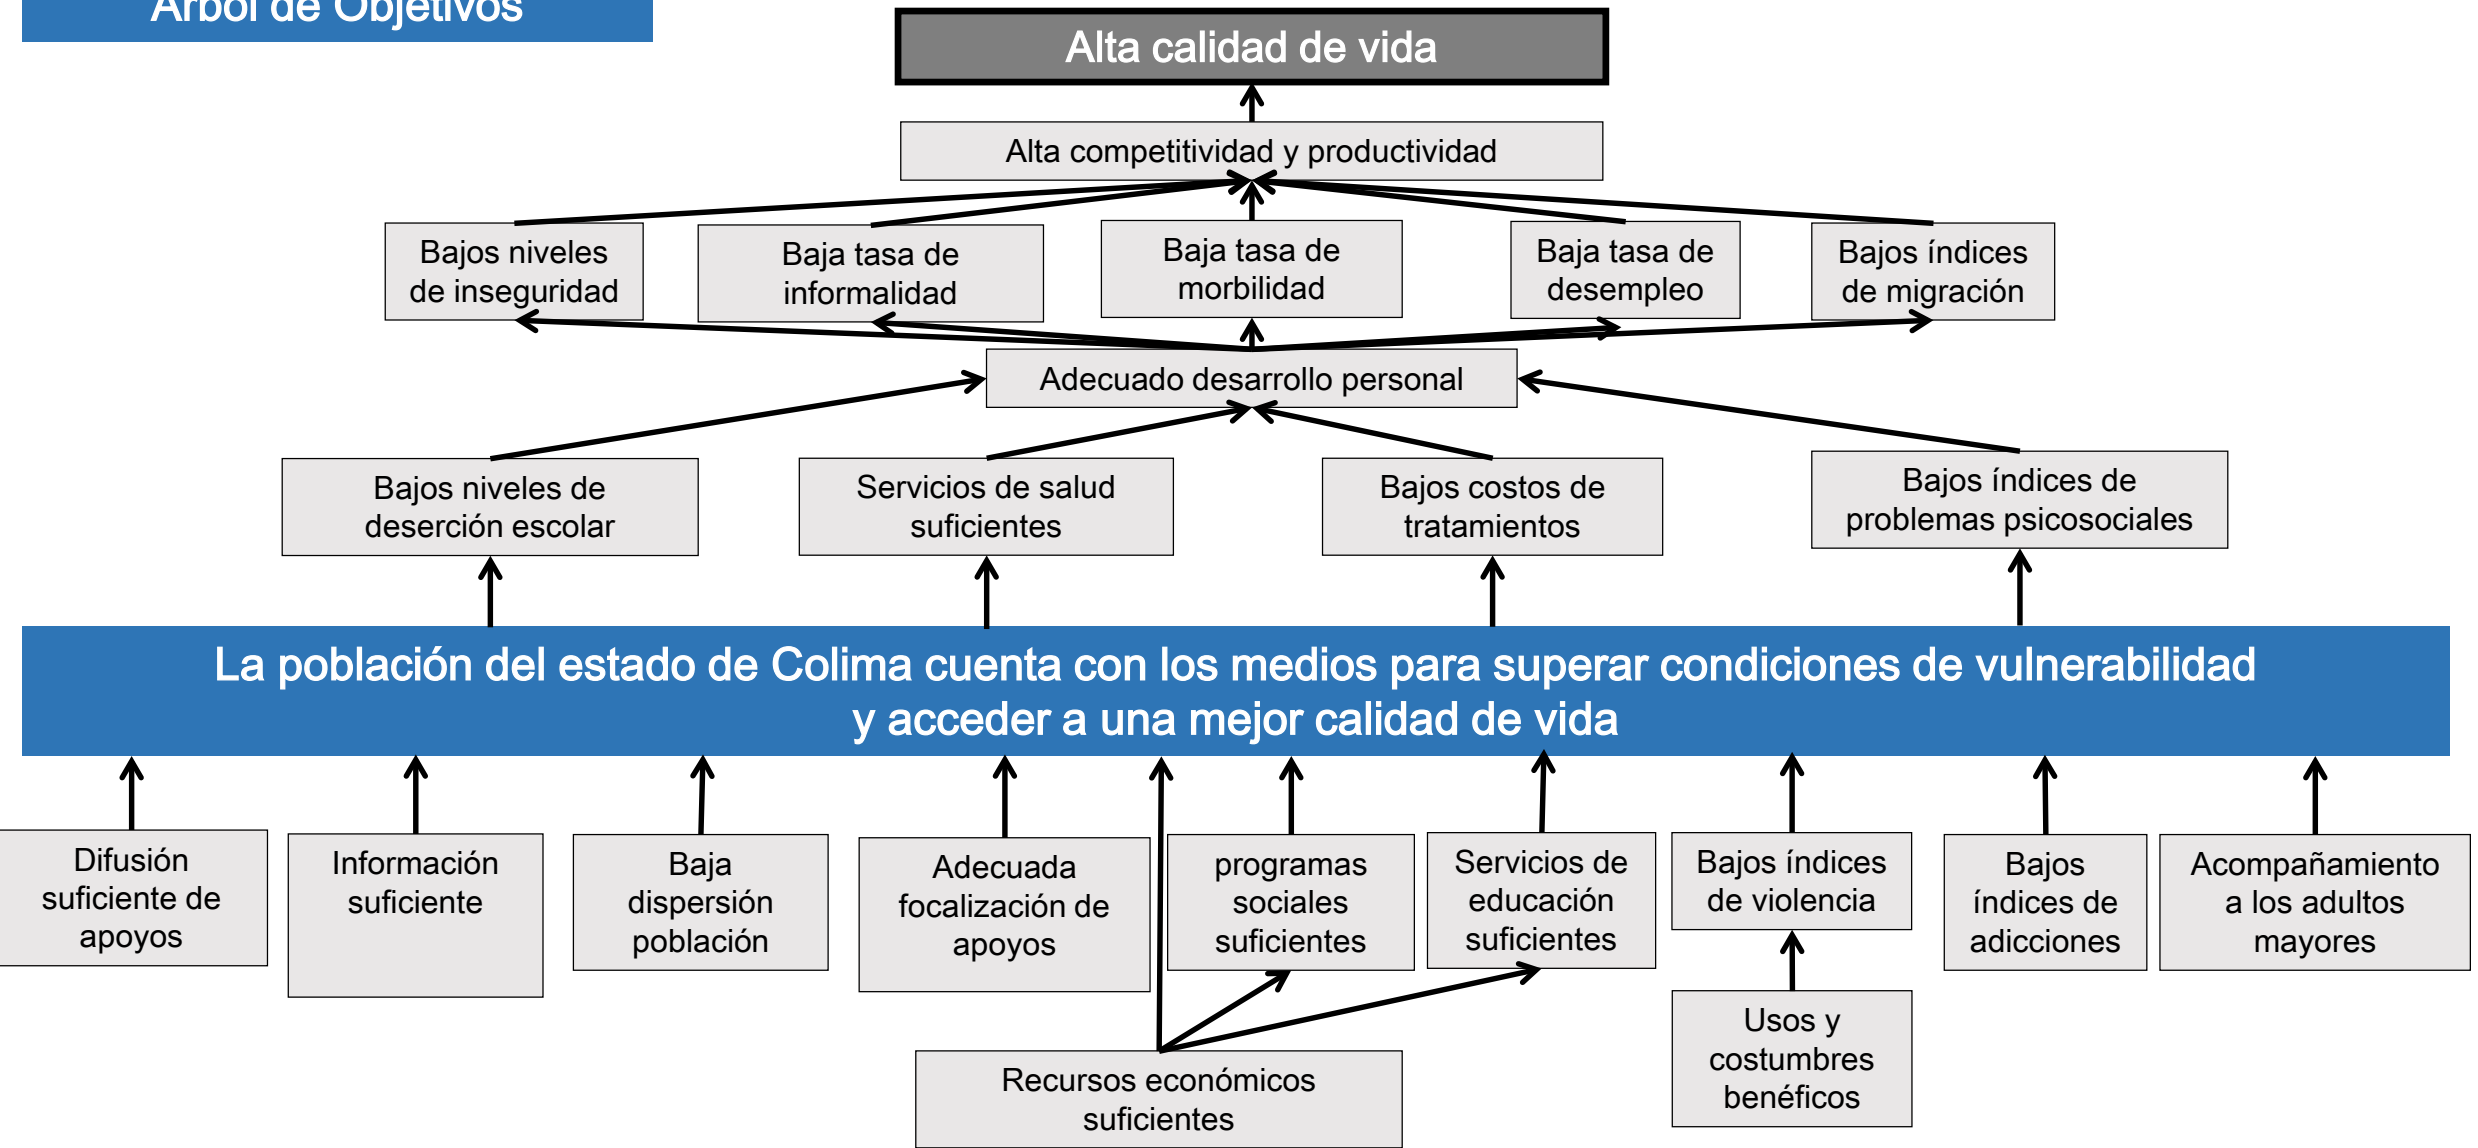 Árbol de Objetivos
Alta calidad de vida
Alta competitividad y productividad
Bajos niveles
de inseguridad
Baja tasa de
informalidad
Baja tasa de
morbilidad
Baja tasa de
desempleo
Bajos índices
de migración
Adecuado desarrollo personal
Bajos niveles de
deserción escolar
Servicios de salud
suficientes
Bajos costos de
tratamientos
Bajos índices de
problemas psicosociales
La población del estado de Colima cuenta con los medios para superar condiciones de vulnerabilidad
y acceder a una mejor calidad de vida
Difusión
suficiente de
apoyos
Información
suficiente
Baja
dispersión
población
Adecuada
focalización de
apoyos
programas
sociales
suficientes
Servicios de
educación
suficientes
Bajos índices
de violencia
Bajos
índices de
adicciones
Acompañamiento
a los adultos
mayores
Recursos económicos
suficientes
Usos y
costumbres
benéficos